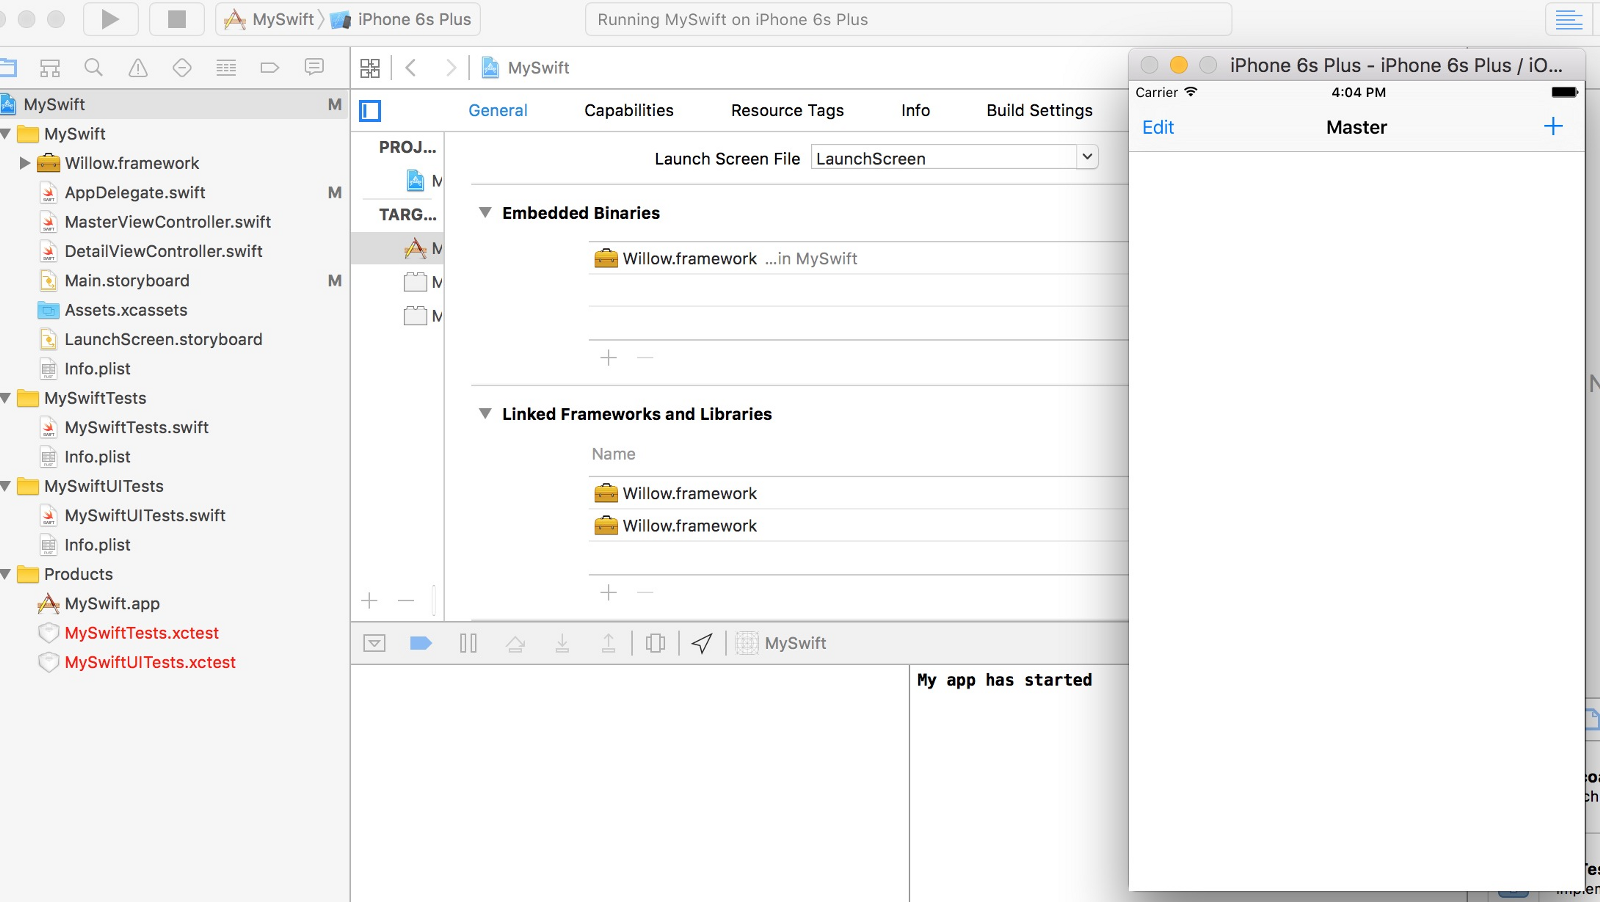 MySwift
iPhone 6s Plus
Running MySwift on iPhone 6s Plus
MySwift M
MySwift
Willow.framework
AppDelegate.swift M
MasterViewController.swift
DetailViewController.swift
Main.storyboard M
Assets.xcassets
LaunchScreen.storyboard
Info.plist
MySwiftTests
MySwiftTests.swift
Info.plist
MySwiftUITests
MySwiftUITests.swift
Info.plist
Products
MySwift.app
MySwiftTests.xctest
MySwiftUITests.xctest
MySwift
General Capabilities Resource Tags Info Build Settings
PROJ...
M
TARG...
M
M
M
Launch Screen File LaunchScreen
Embedded Binaries
Willow.framework ...in MySwift
Linked Frameworks and Libraries
Name
Willow.framework
Willow.framework
MySwift
My app has started
iPhone 6s Plus - iPhone 6s Plus / iO...
Carrier 4:04 PM
Edit Master +